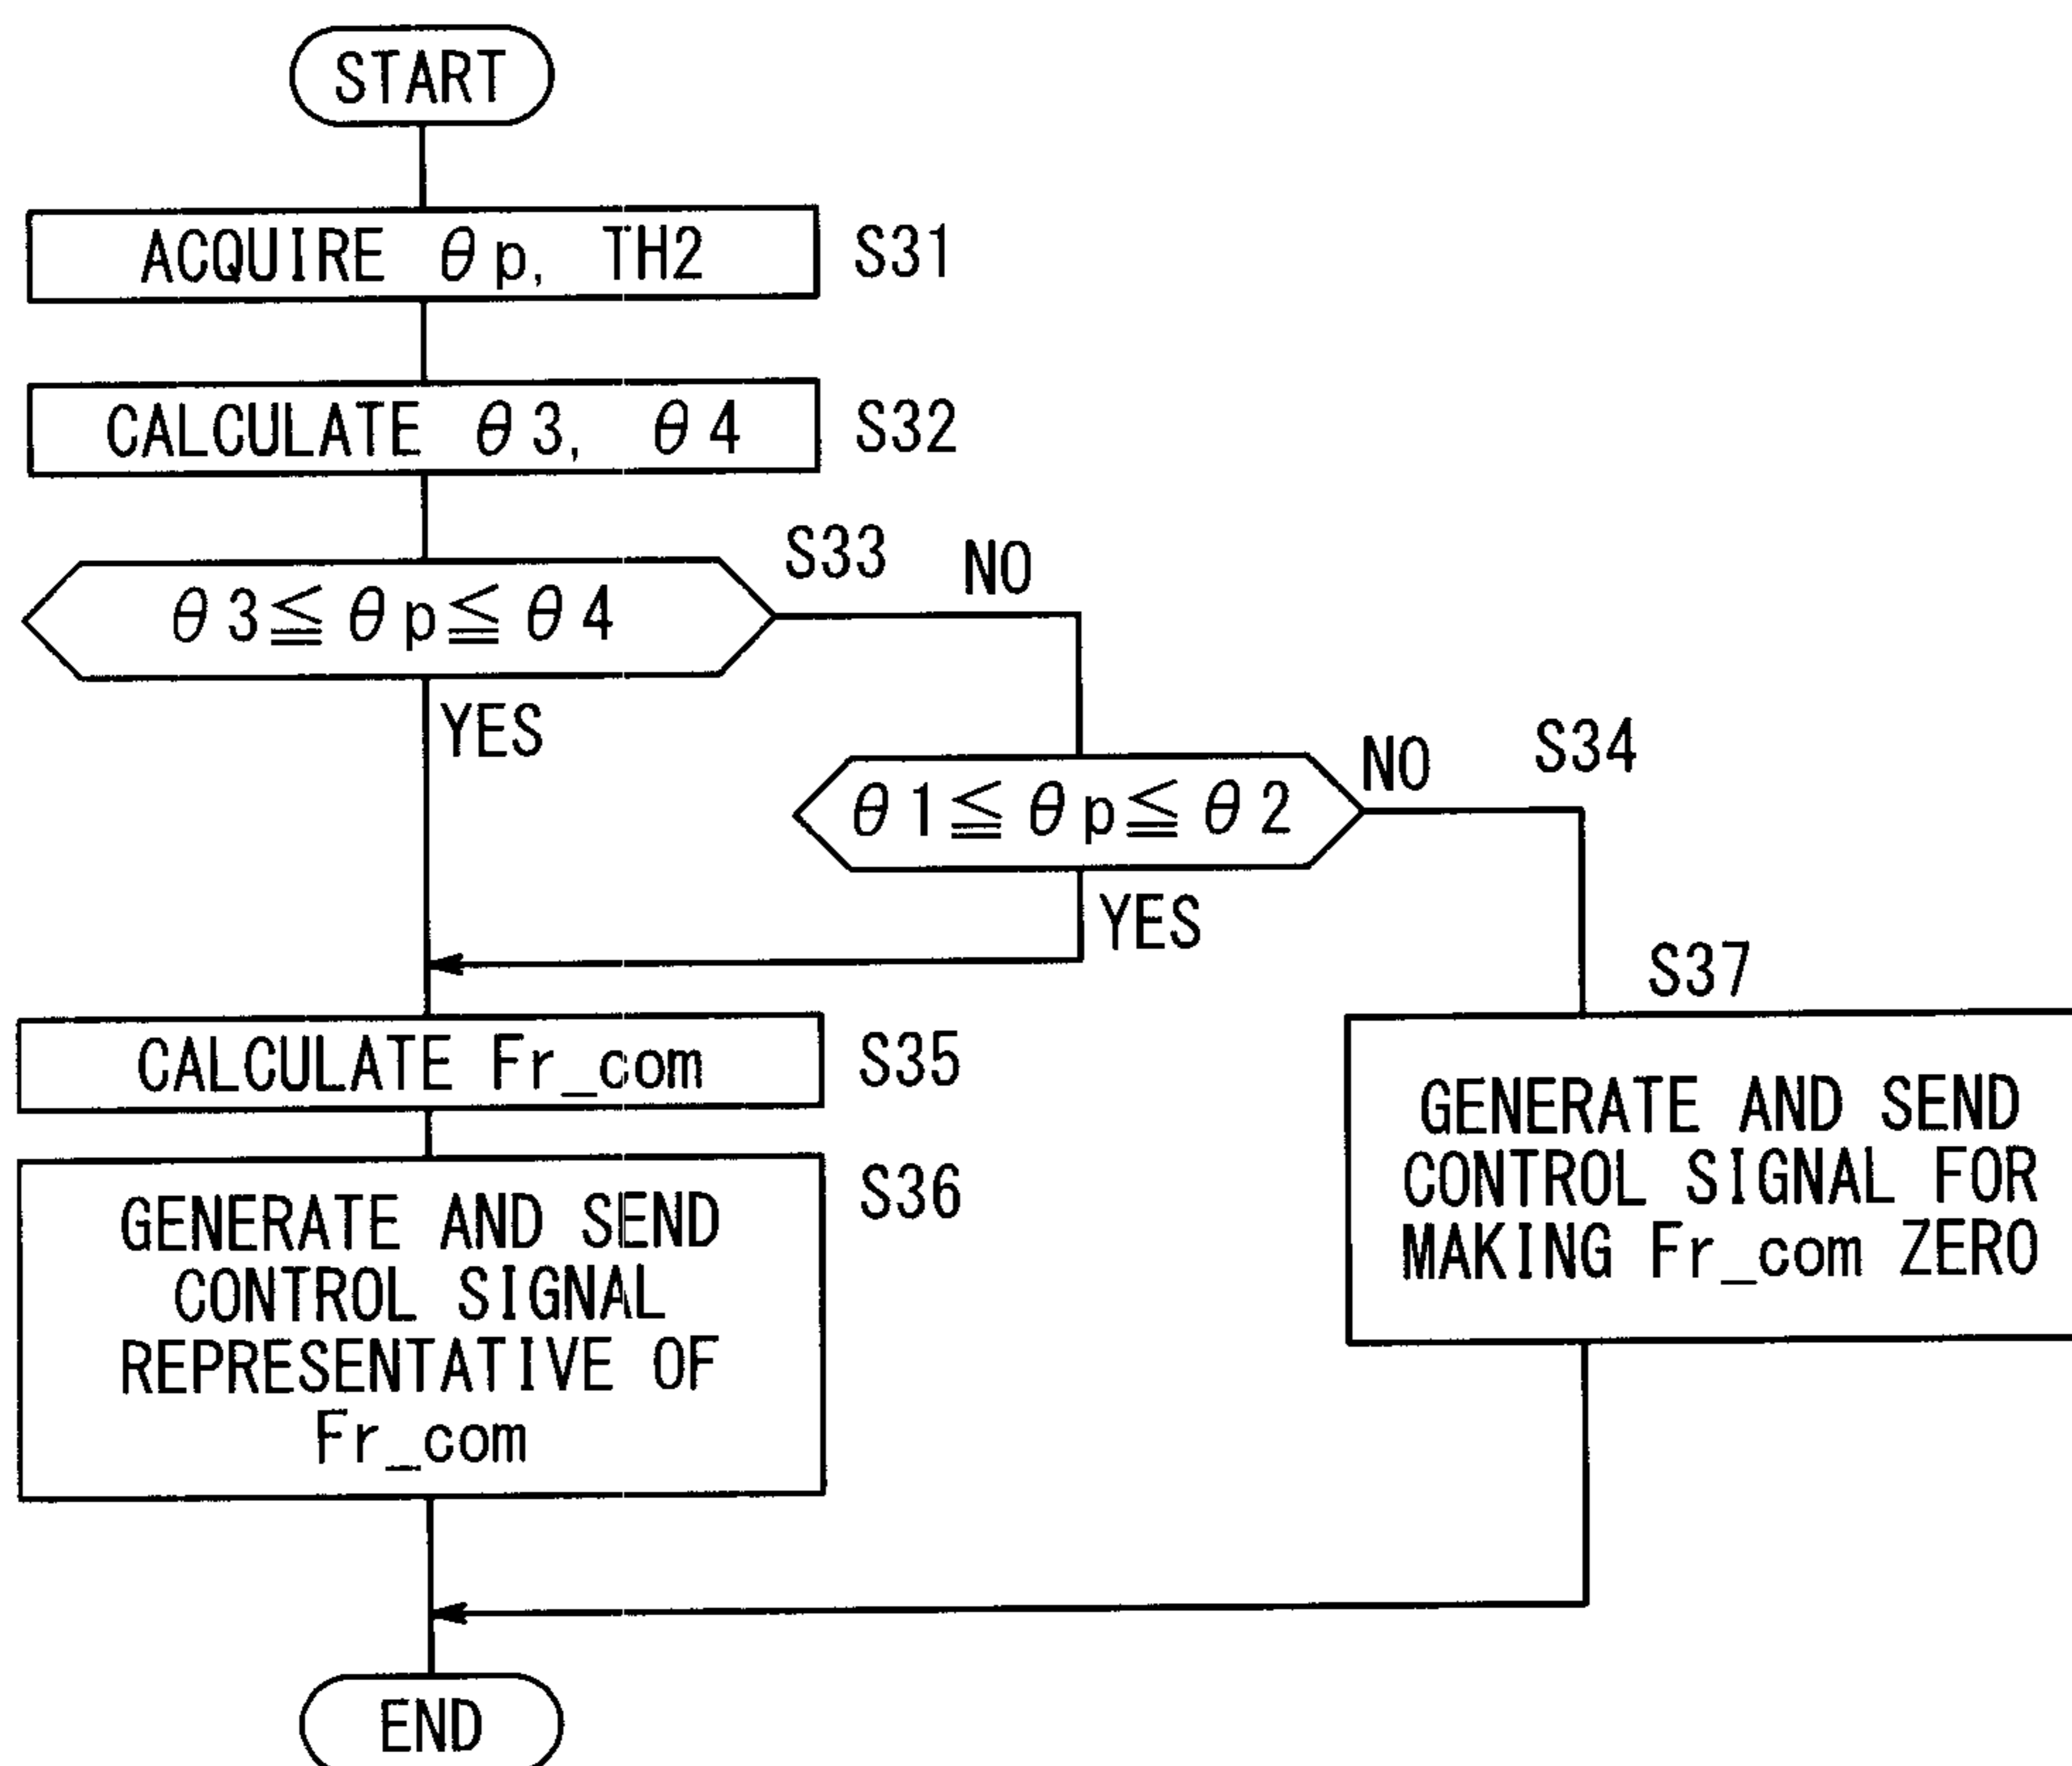 START
ACQUIRE θp, TH2
S31
CALCULATE θ3, θ4
S32
S33
NO
θ3≦θp≦θ4
YES
S34
NO
θ1≦θp≦θ2
YES
S37
CALCULATE Fr_com
S35
GENERATE AND SEND
CONTROL SIGNAL FOR
MAKING Fr_com ZERO
S36
GENERATE AND SEND
CONTROL SIGNAL
REPRESENTATIVE OF
Fr_com
END